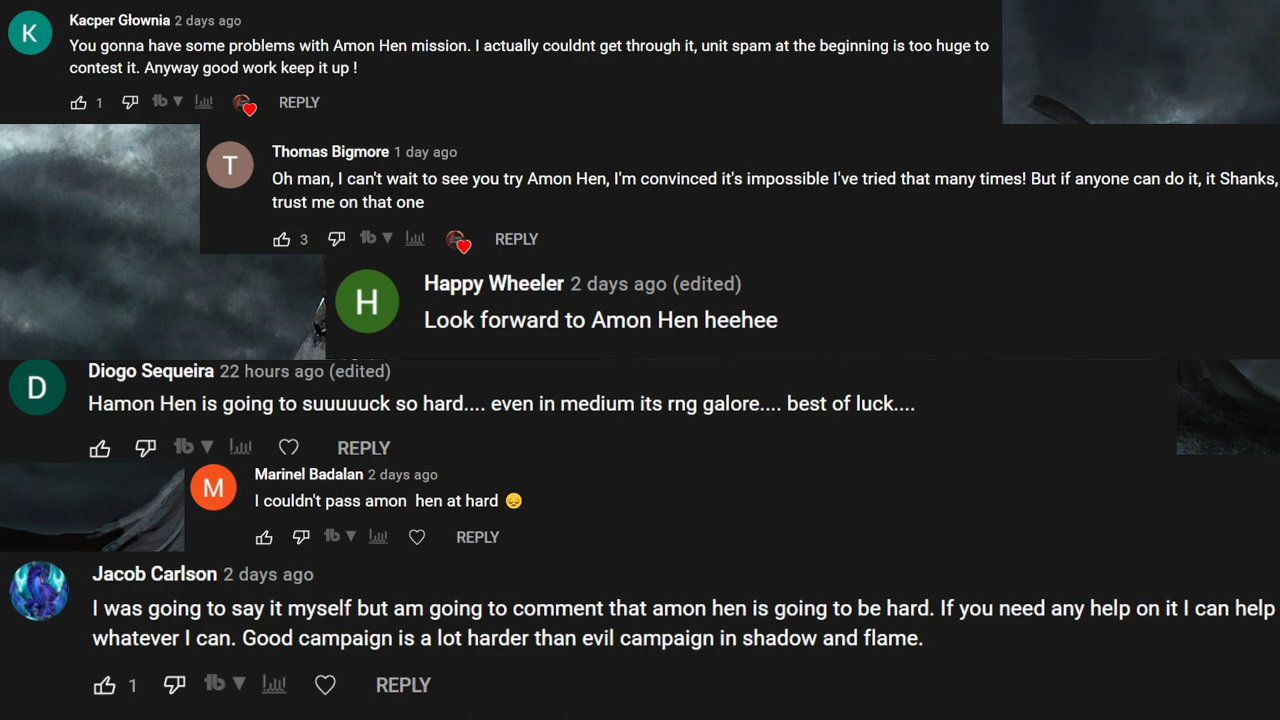 K
Kacper Głownia 2 days ago
You gonna have some problems with Amon Hen mission. I actually couldnt get through it, unit spam at the beginning is too huge to
contest it. Anyway good work keep it up !
1
REPLY
T
Thomas Bigmore 1 day ago
Oh man, I can't wait to see you try Amon Hen, I'm convinced it's impossible I've tried that many times! But if anyone can do it, it Shanks,
trust me on that one
3
REPLY
H
Happy Wheeler 2 days ago (edited)
Look forward to Amon Hen heehee
D
Diogo Sequeira 22 hours ago (edited)
Hamon Hen is going to suuuuuck so hard.... even in medium its rng galore.... best of luck....
REPLY
M
Marinel Badalan 2 days ago
I couldn't pass amon hen at hard 😞
REPLY
Jacob Carlson 2 days ago
I was going to say it myself but am going to comment that amon hen is going to be hard. If you need any help on it I can help
whatever I can. Good campaign is a lot harder than evil campaign in shadow and flame.
1
REPLY